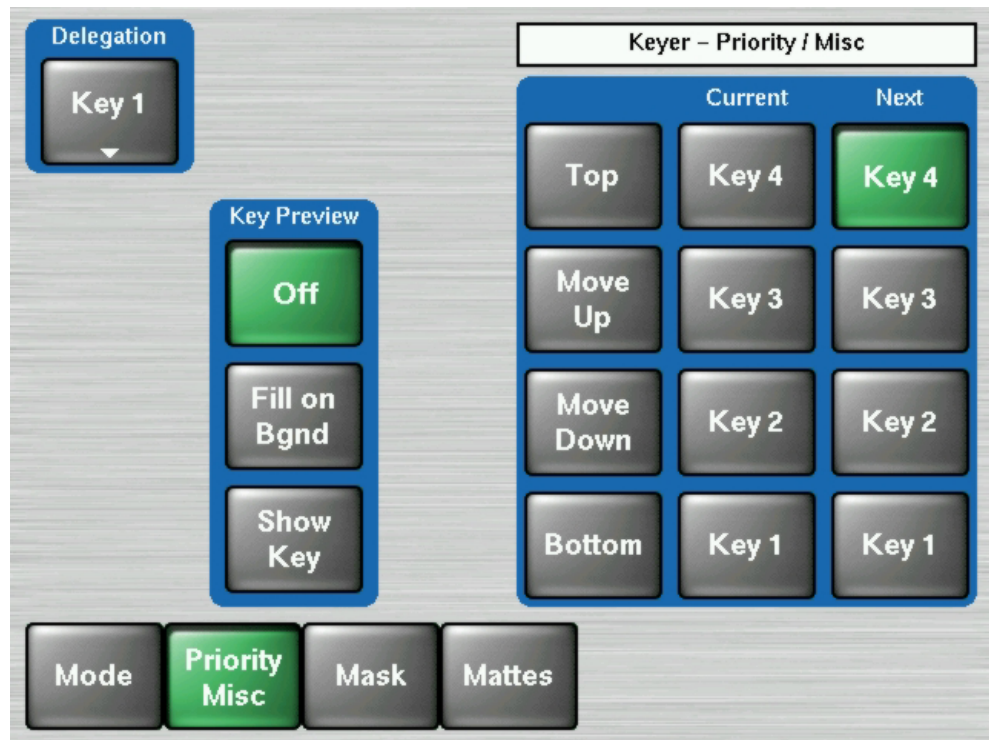 Delegation
Key 1
Key Preview
Off
Fill on
Bgnd
Show
Key
Keyer – Priority / Misc
Current Next
Top Key 4 Key 4
Move
Up
Key 3 Key 3
Move
Down
Key 2 Key 2
Bottom Key 1 Key 1
Mode
Priority
Misc
Mask
Mattes